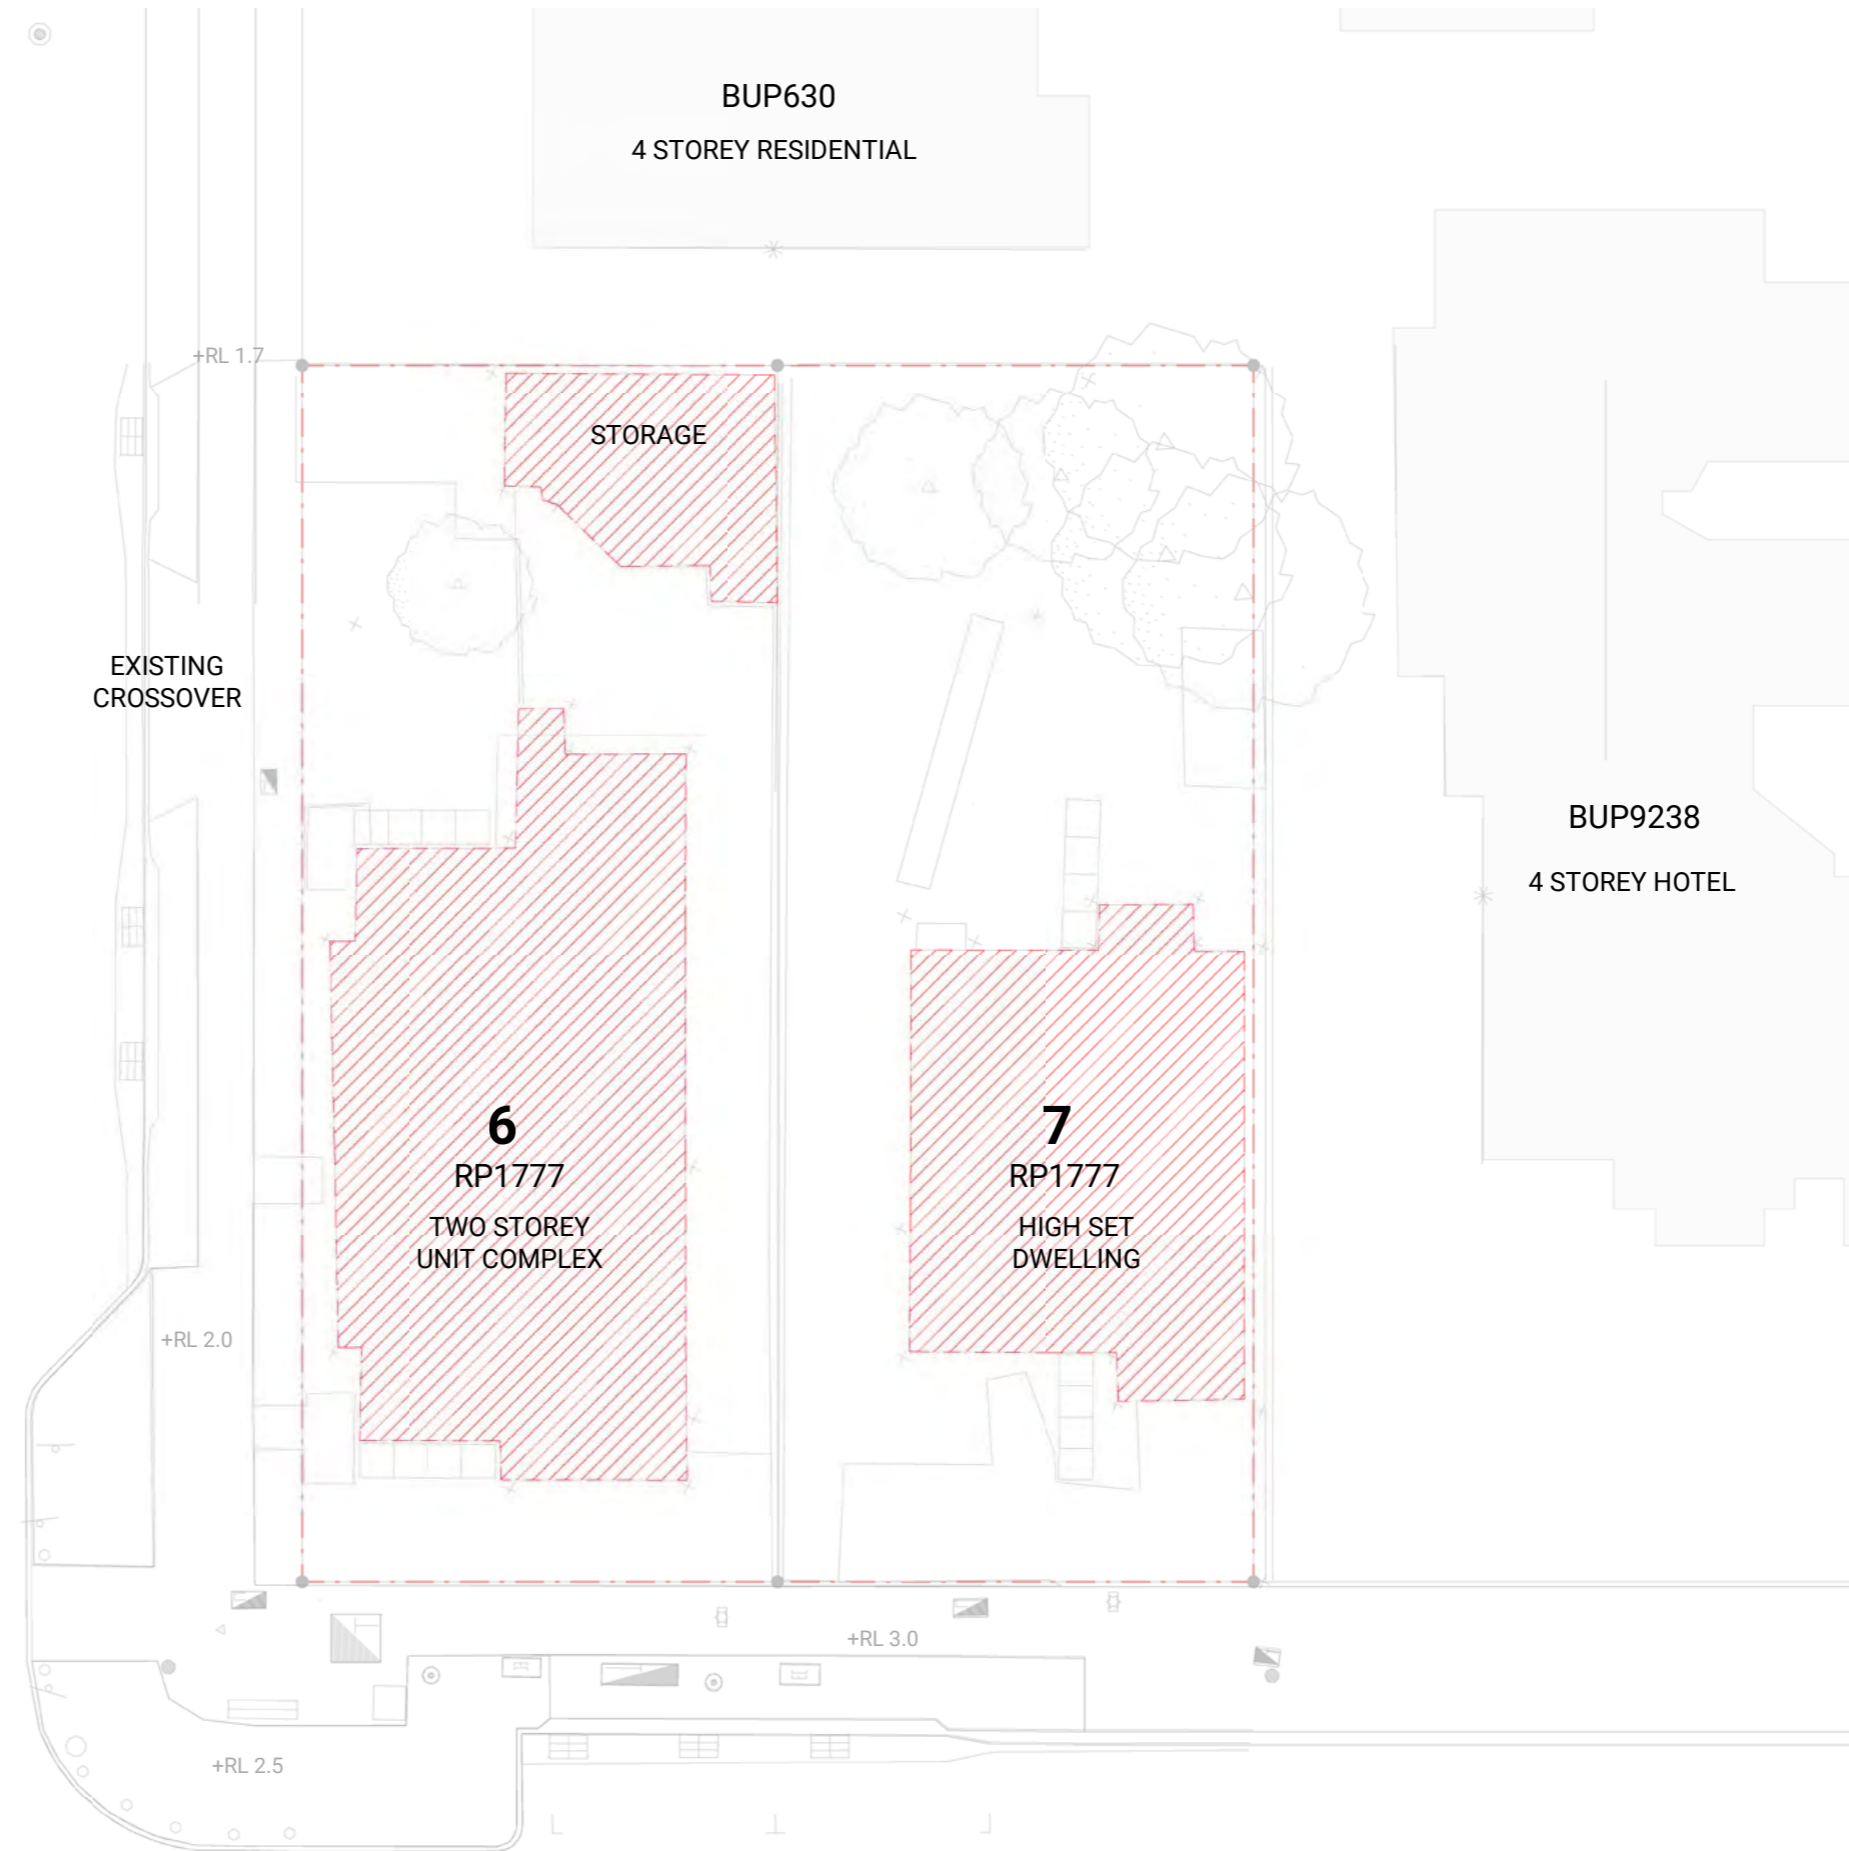 BUP630
4 STOREY RESIDENTIAL
+RL 1.7
STORAGE
EXISTING
CROSSOVER
BUP9238
4 STOREY HOTEL
6
RP1777
TWO STOREY
UNIT COMPLEX
7
RP1777
HIGH SET
DWELLING
+RL 2.0
+RL 3.0
+RL 2.5